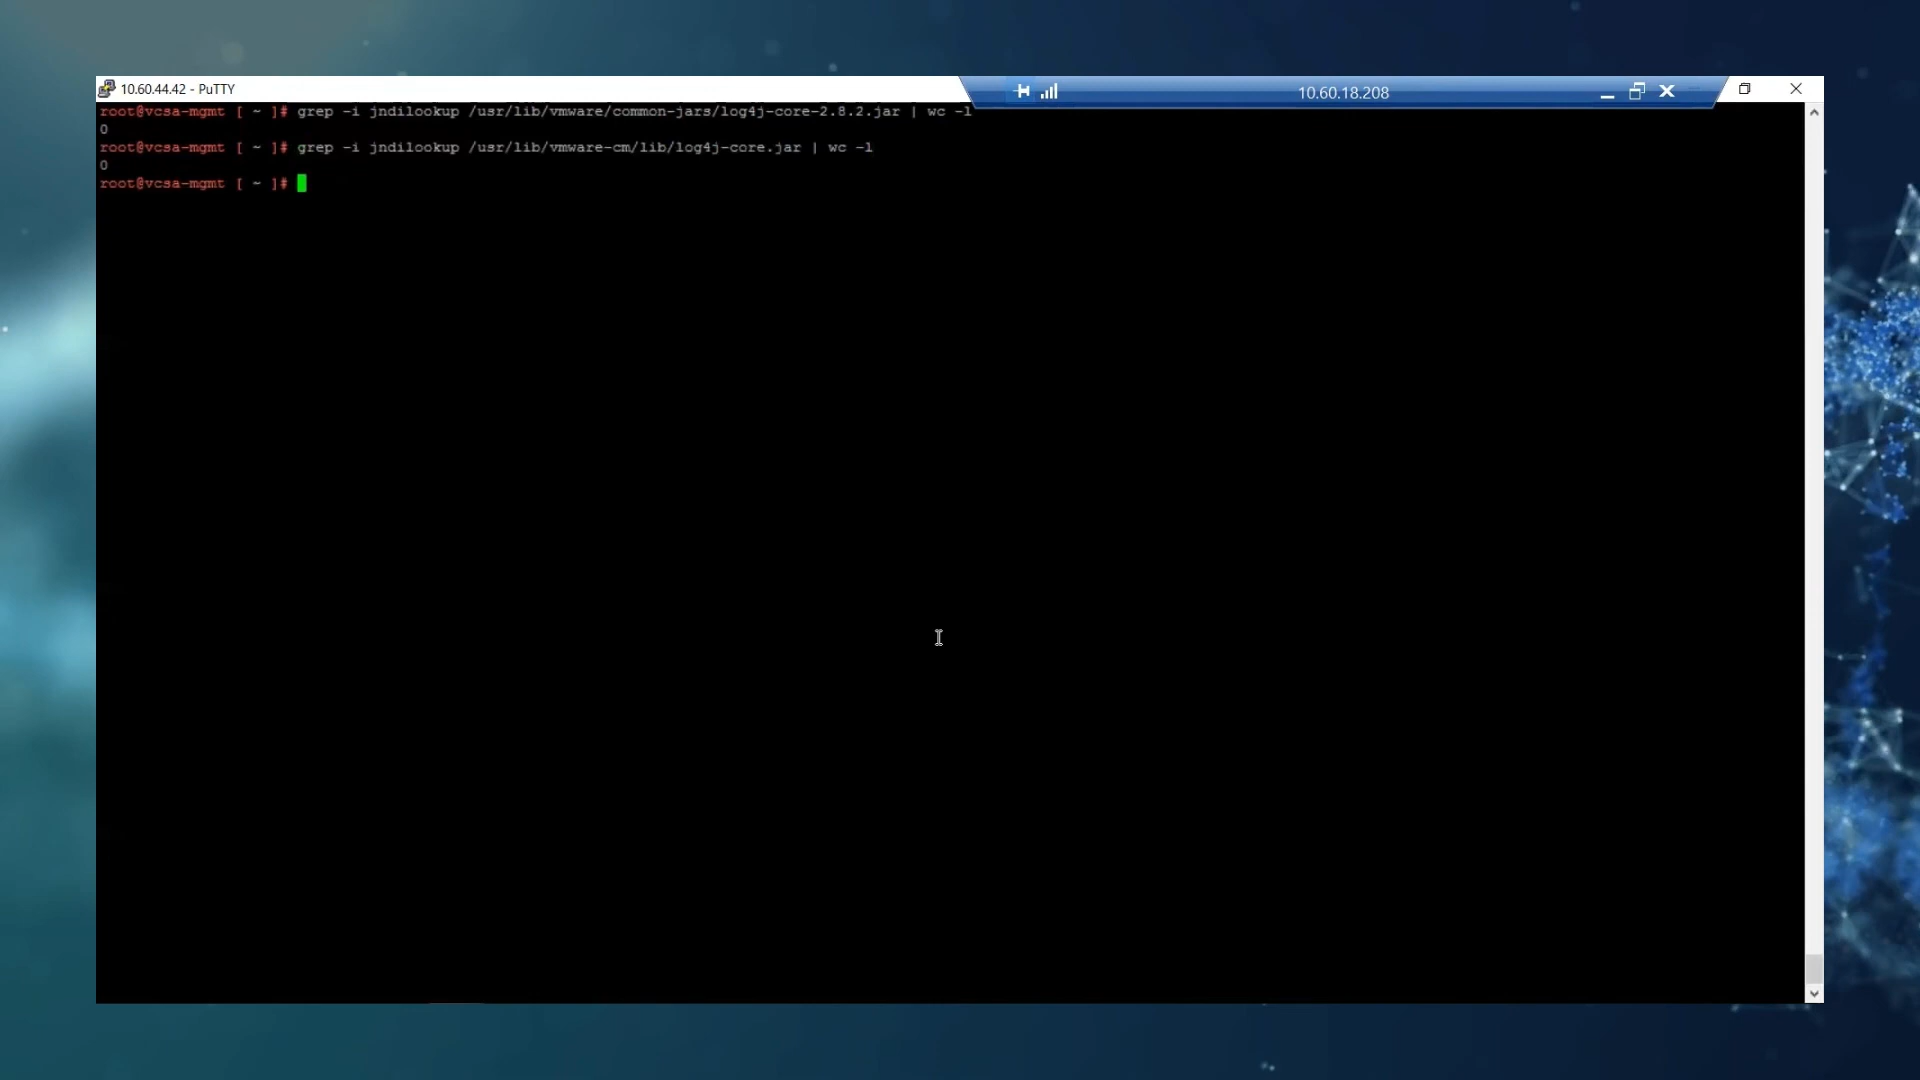 10.60.44.42 - PuTTY
10.60.18.208
root@vcsa-mgmt [ ~ ]# grep -i jndilookup /usr/lib/vmware/common-jars/log4j-core-2.8.2.jar | wc -l
0
root@vcsa-mgmt [ ~ ]# grep -i jndilookup /usr/lib/vmware-cm/lib/log4j-core.jar | wc -l
0
root@vcsa-mgmt [ ~ ]#